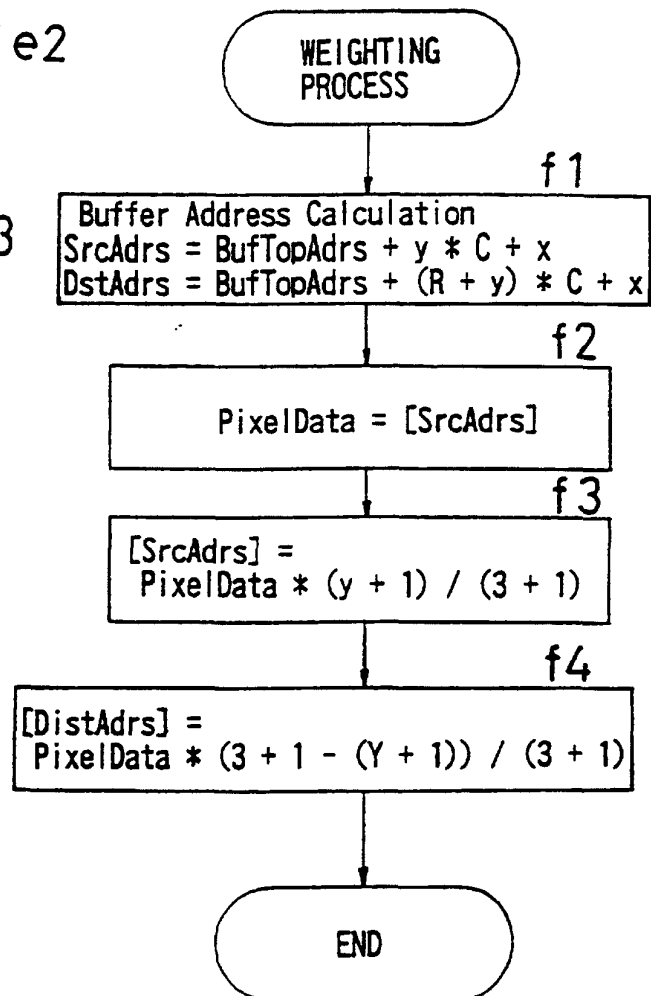 e2
WEIGHTING
PROCESS
f1
3
Buffer Address Calculation
SrcAdrs = BufTopAdrs + y * C + x
DstAdrs = BufTopAdrs + (R + y) * C + x
f2
PixelData = [SrcAdrs]
f3
[SrcAdrs] =
PixelData * (y + 1) / (3 + 1)
f4
[DistAdrs] =
PixelData * (3 + 1 - (Y + 1)) / (3 + 1)
END